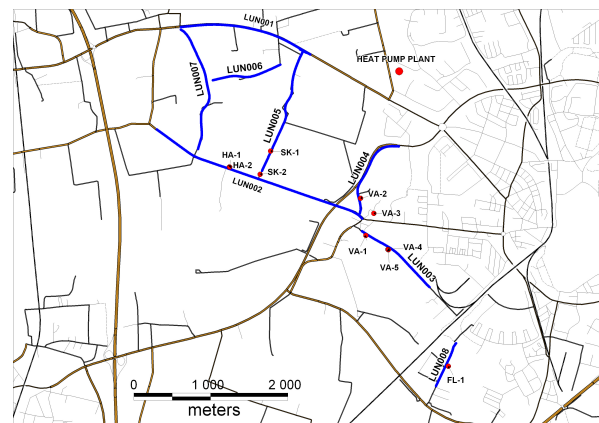 LUN001
HEAT PUMP PLANT
LUN006
LUN007
LUN005
HA-1
SK-1
HA-2
LUN004
SK-2
LUN002
VA-2
VA-3
VA-1
VA-4
VA-5
LUN003
LUN008
FL-1
0 1 000 2 000
meters